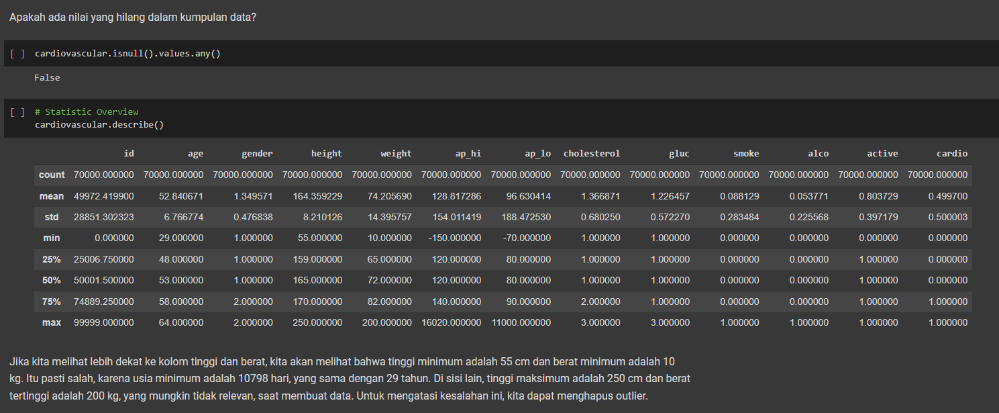 Apakah ada nilai yang hilang dalam kumpulan data?
[ ] cardiovascular.isnull().values.any()
False
[ ] # Statistic Overview
cardiovascular.describe()
id age gender height weight ap_hi ap_lo cholesterol gluc smoke alco active cardio
count 70000.000000 70000.000000 70000.000000 70000.000000 70000.000000 70000.000000 70000.000000 70000.000000 70000.000000 70000.000000 70000.000000 70000.000000 70000.000000
mean 49972.419900 52.840671 1.349571 164.359229 74.205690 128.817286 96.630414 1.366871 1.226457 0.088129 0.053771 0.803729 0.499700
std 28851.302323 6.766774 0.476838 8.210126 14.395757 154.011419 188.472530 0.680250 0.572270 0.283484 0.225568 0.397179 0.500003
min 0.000000 29.000000 1.000000 55.000000 10.000000 -150.000000 -70.000000 1.000000 1.000000 0.000000 0.000000 0.000000 0.000000
25% 25006.750000 48.000000 1.000000 159.000000 65.000000 120.000000 80.000000 1.000000 1.000000 0.000000 0.000000 1.000000 0.000000
50% 50001.500000 53.000000 1.000000 165.000000 72.000000 120.000000 80.000000 1.000000 1.000000 0.000000 0.000000 1.000000 0.000000
75% 74889.250000 58.000000 2.000000 170.000000 82.000000 140.000000 90.000000 2.000000 1.000000 0.000000 0.000000 1.000000 1.000000
max 99999.000000 64.000000 2.000000 250.000000 200.000000 16020.000000 11000.000000 3.000000 3.000000 1.000000 1.000000 1.000000 1.000000
Jika kita melihat lebih dekat ke kolom tinggi dan berat, kita akan melihat bahwa tinggi minimum adalah 55 cm dan berat minimum adalah 10
kg. Itu pasti salah, karena usia minimum adalah 10798 hari, yang sama dengan 29 tahun. Di sisi lain, tinggi maksimum adalah 250 cm dan berat
tertinggi adalah 200 kg, yang mungkin tidak relevan, saat membuat data. Untuk mengatasi kesalahan ini, kita dapat menghapus outlier.